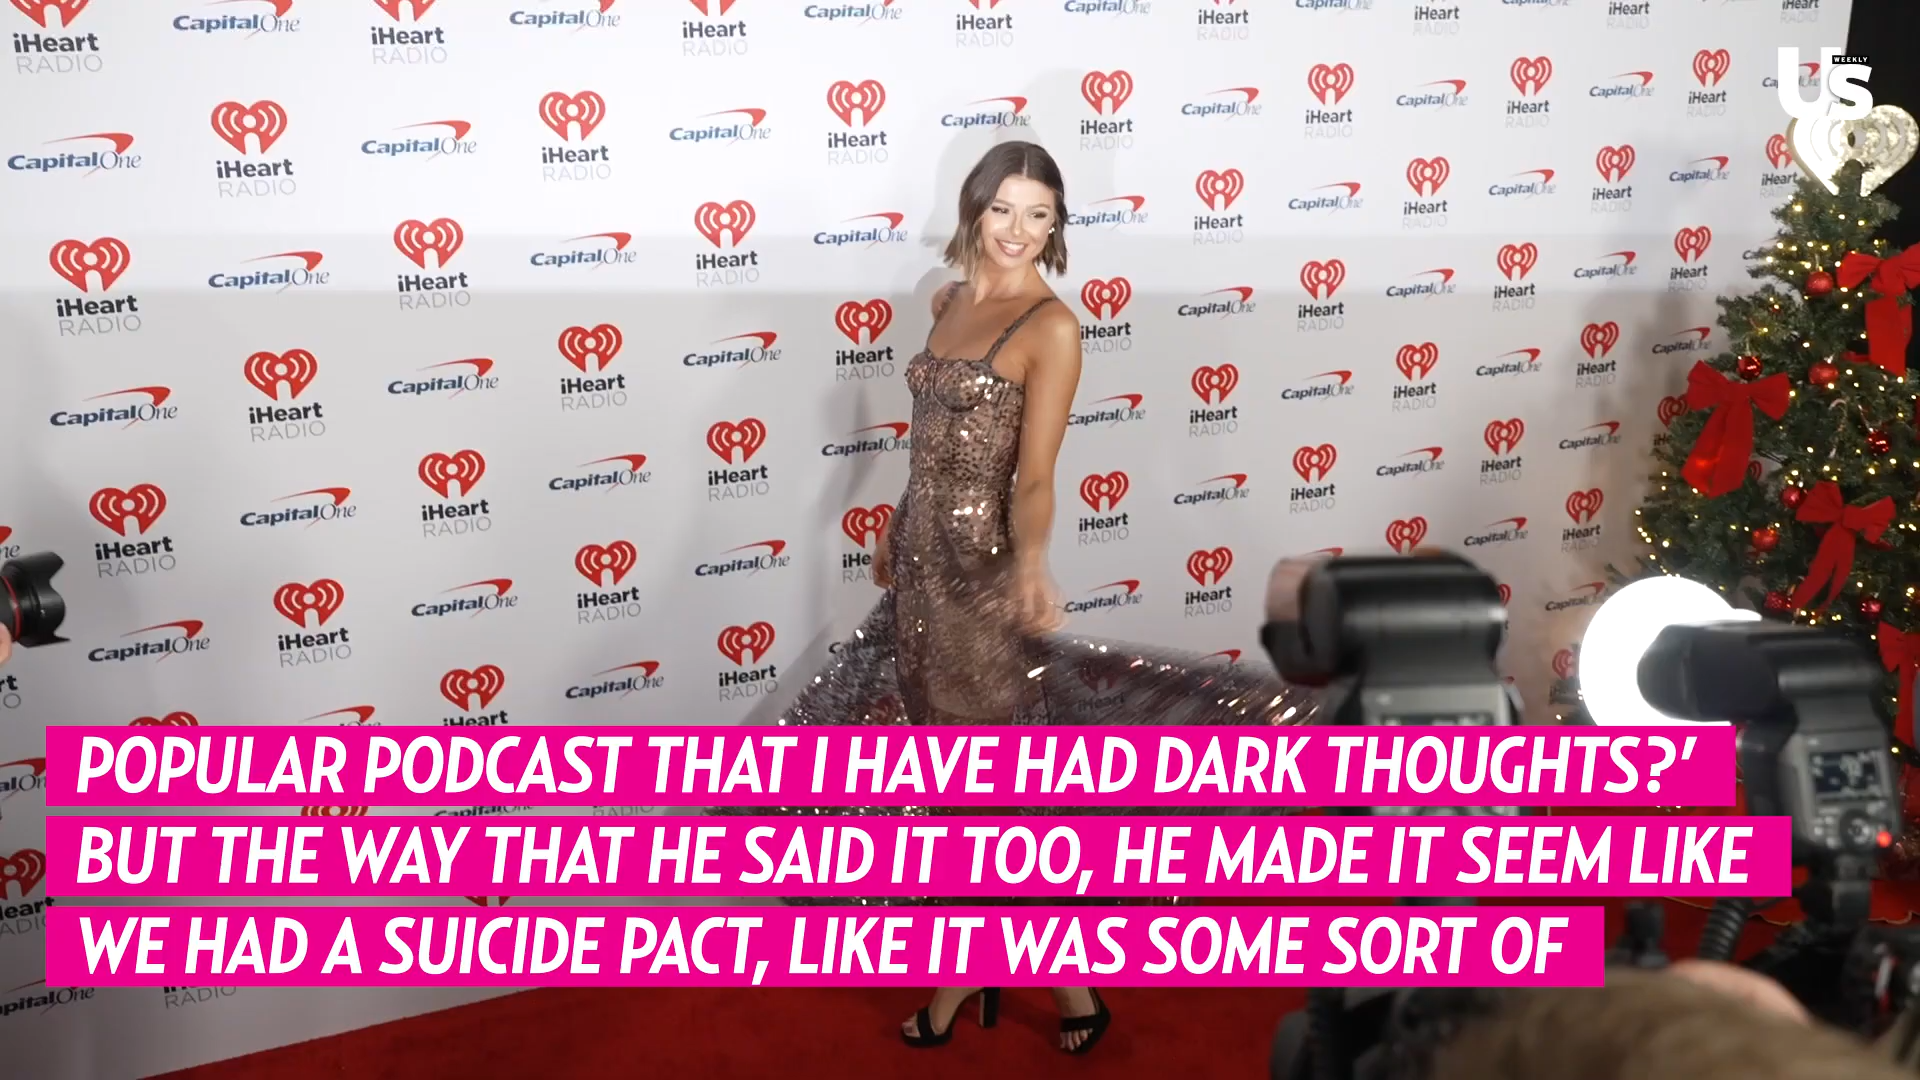 Us
WEEKLY
iHeart
RADIO
CapitalOne
POPULAR PODCAST THAT I HAVE HAD DARK THOUGHTS?’
BUT THE WAY THAT HE SAID IT TOO, HE MADE IT SEEM LIKE
WE HAD A SUICIDE PACT, LIKE IT WAS SOME SORT OF